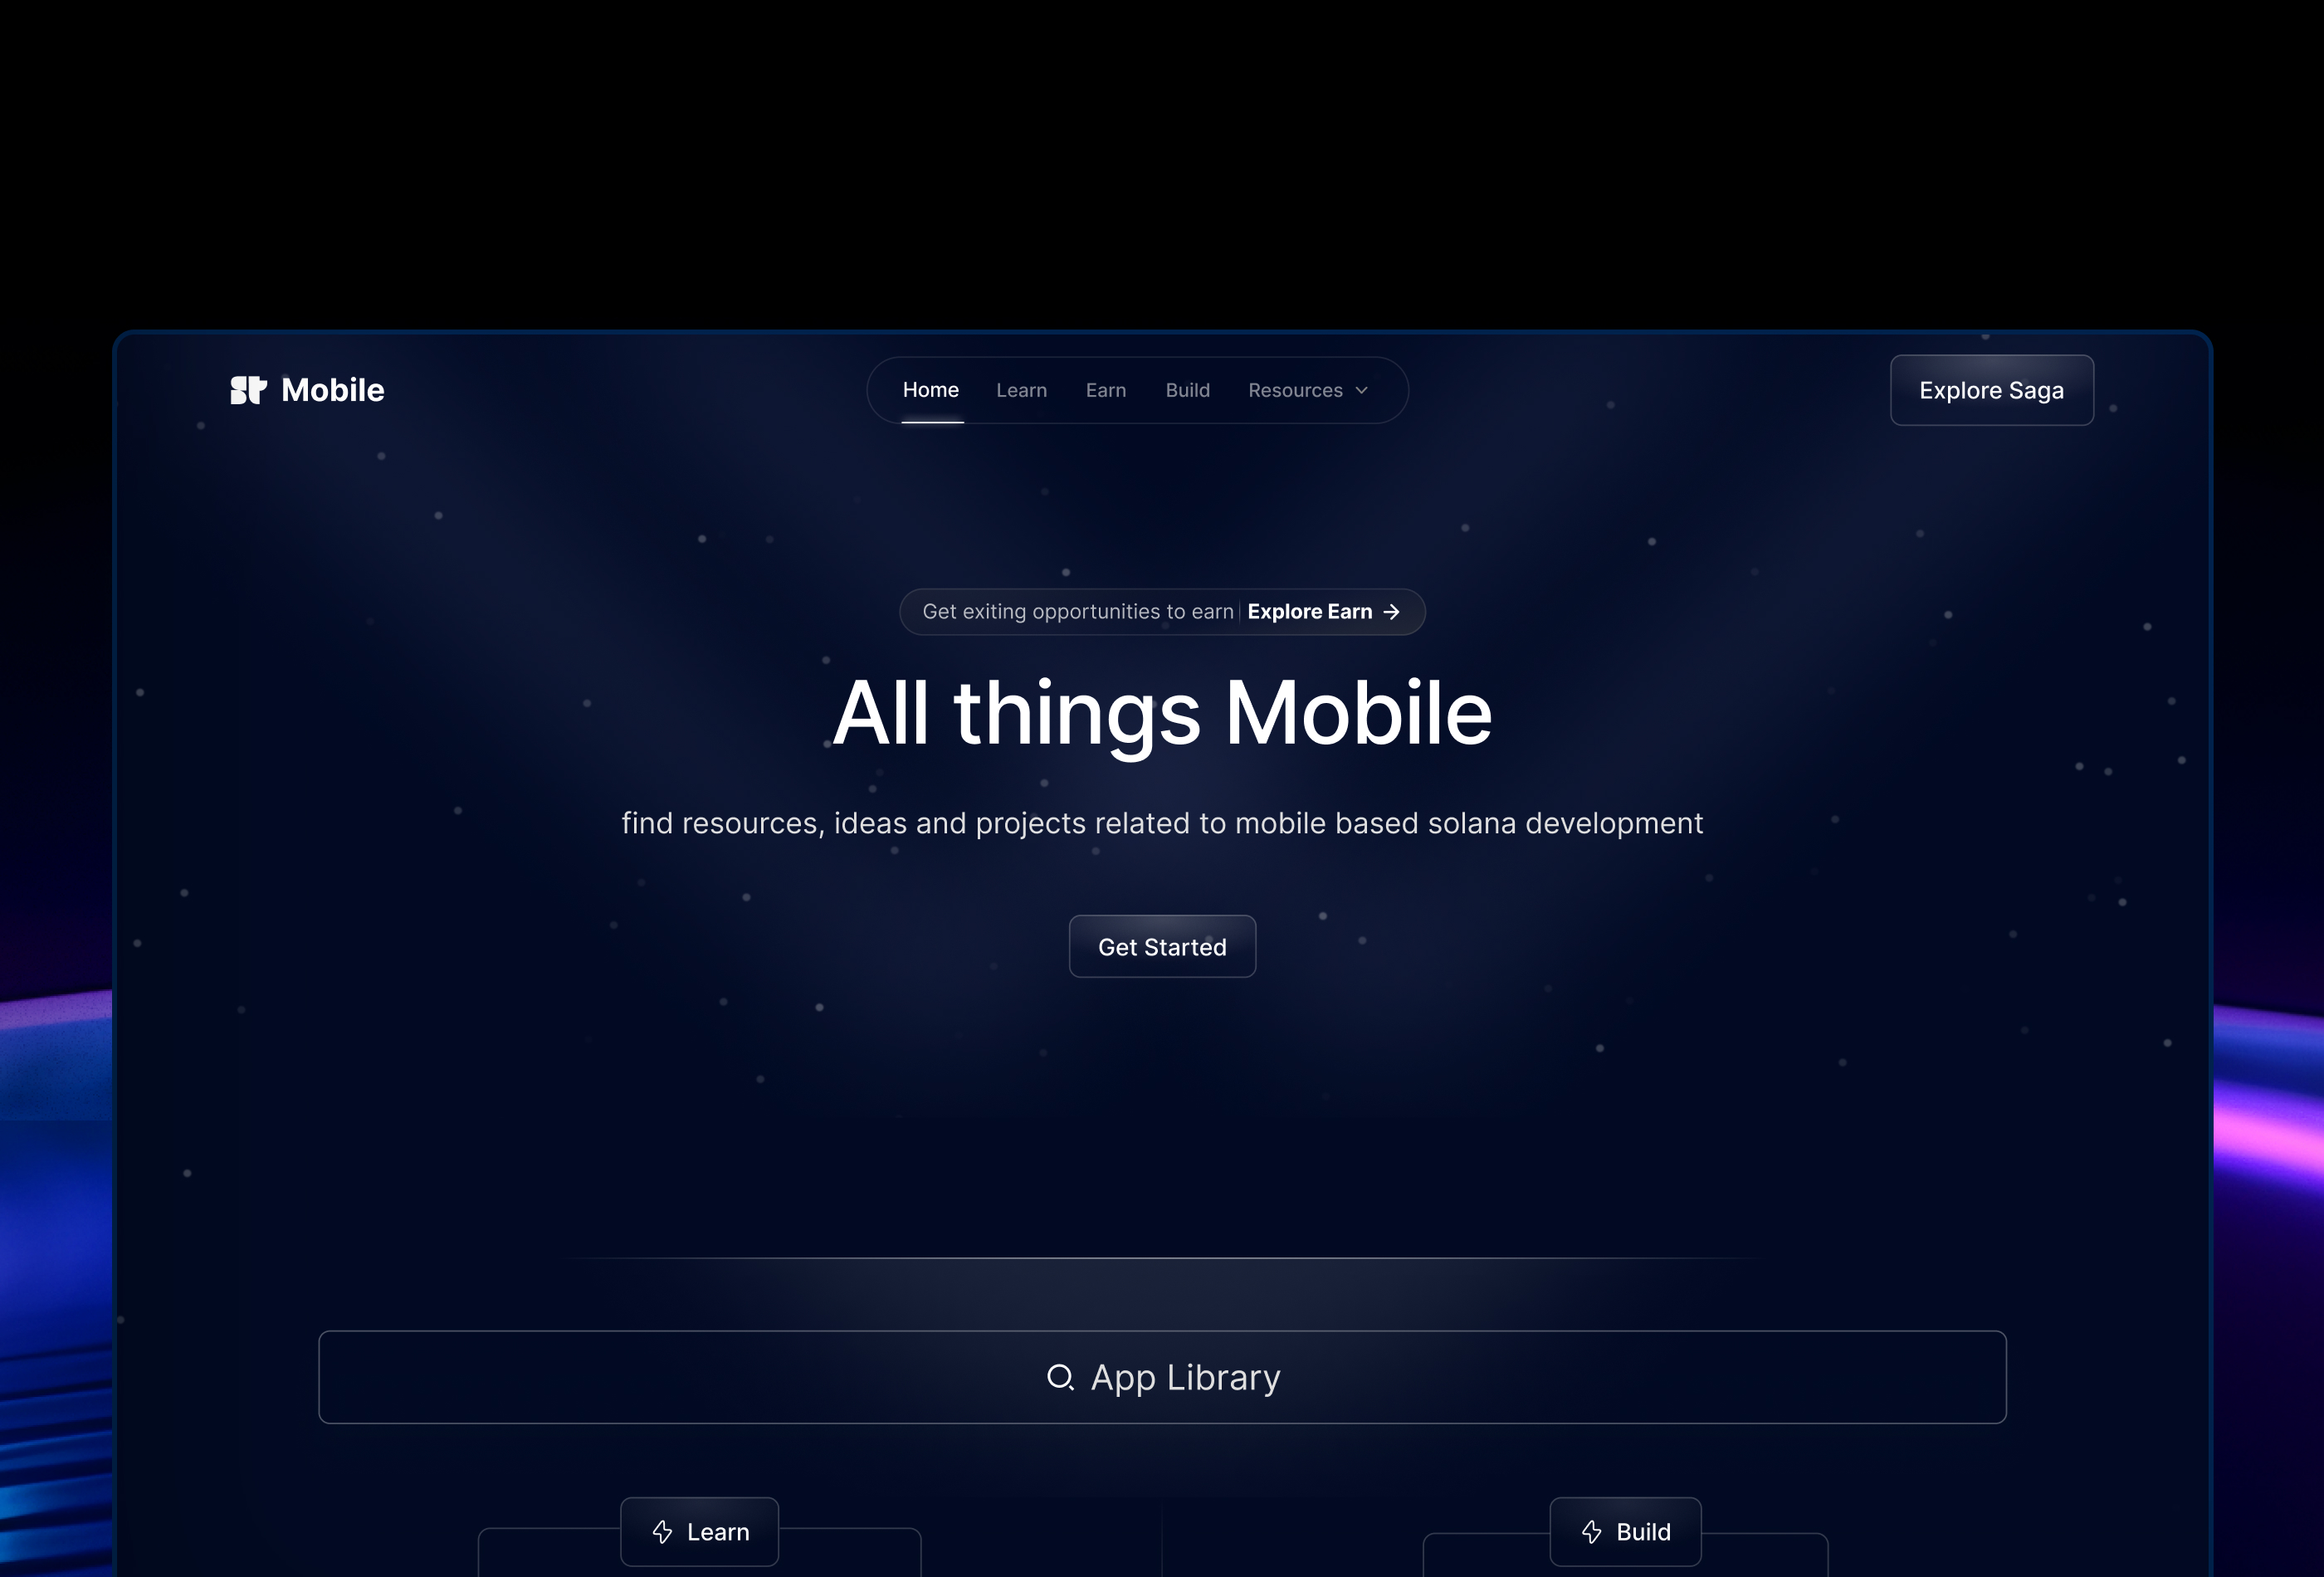 Mobile
Home Learn Earn Build Resources
Explore Saga
Get exiting opportunities to earn Explore Earn
All things Mobile
find resources, ideas and projects related to mobile based solana development
Get Started
App Library
Learn
Build